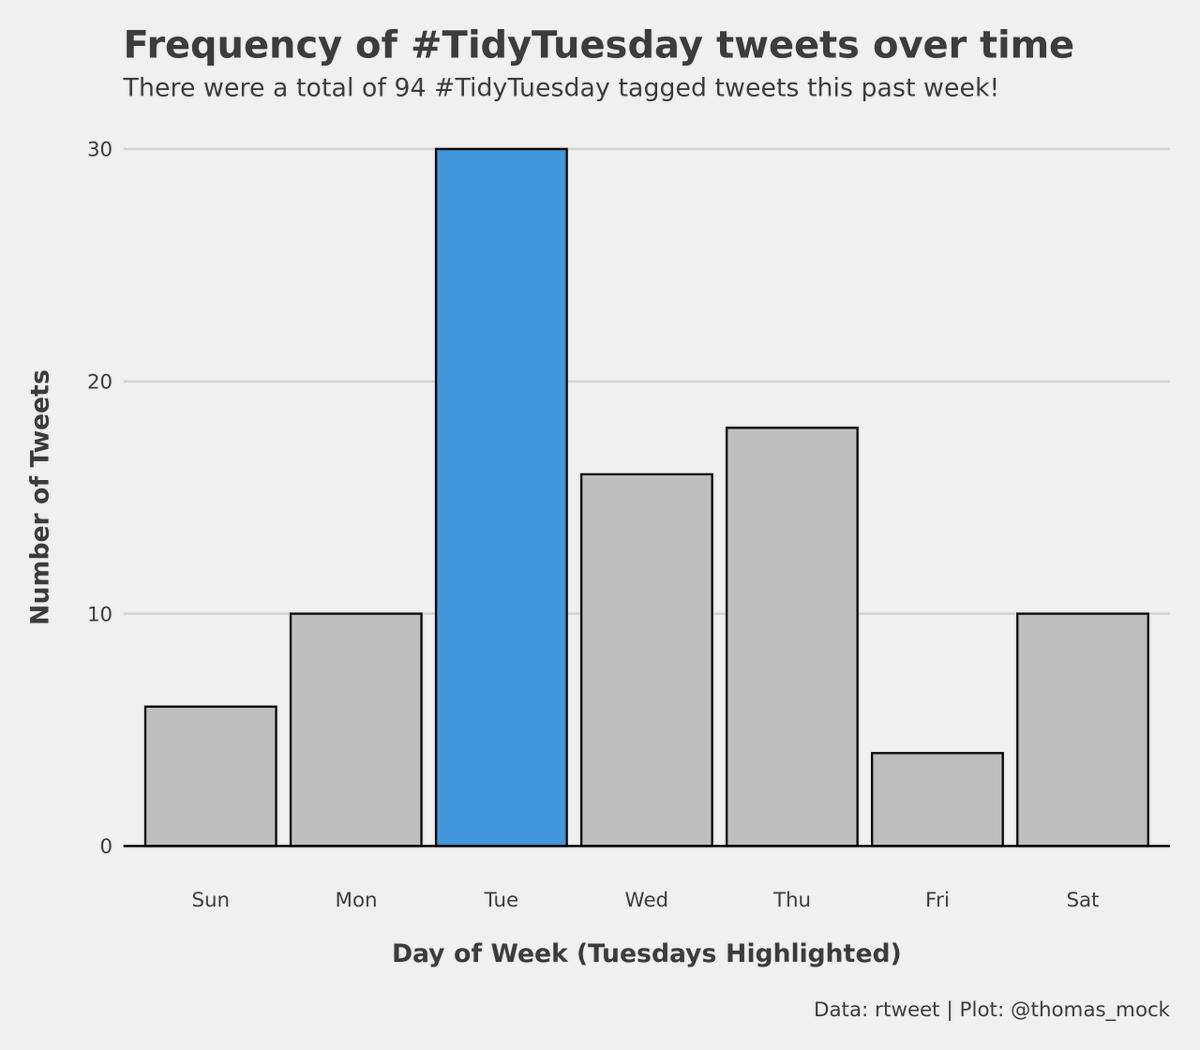 Frequency of #TidyTuesday tweets over time
There were a total of 94 #TidyTuesday tagged tweets this past week!
30
20
10
0
Number of Tweets
Sun Mon Tue Wed Thu Fri Sat
Day of Week (Tuesdays Highlighted)
Data: rtweet | Plot: @thomas_mock